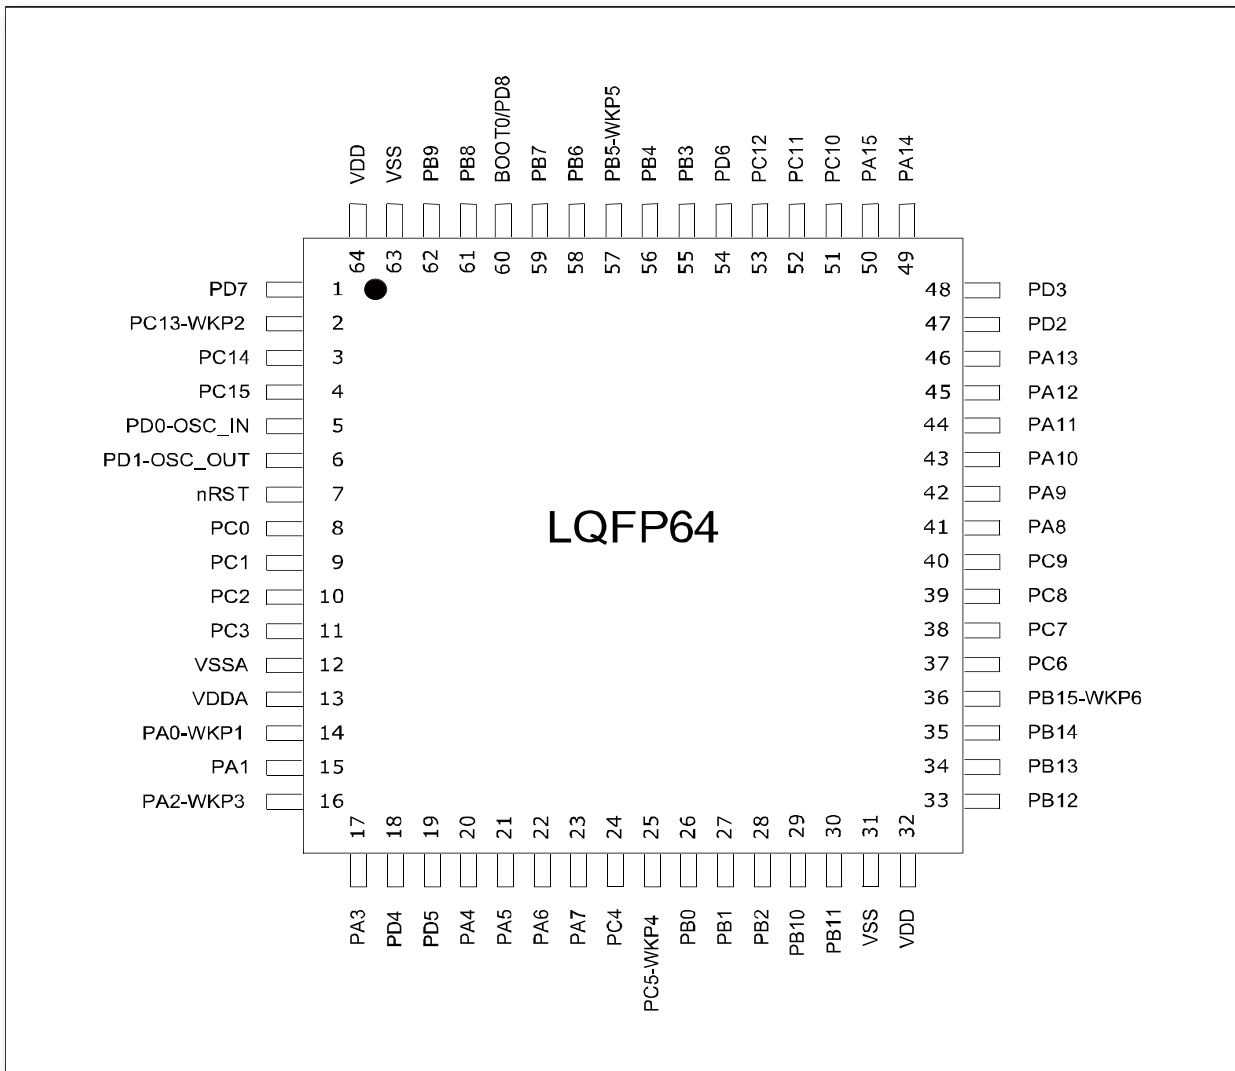 VDD
VSS
PB9
PB8
BOOT0/PD8
PB7
PB6
PB5-WKP5
PB4
PB3
PD6
PC12
PC11
PC10
PA15
PA14
64
63
62
61
60
59
58
57
56
55
54
53
52
51
50
49
PD7 1 48 PD3
PC13-WKP2 2 47 PD2
PC14 3 46 PA13
PC15 4 45 PA12
PD0-OSC_IN 5 44 PA11
PD1-OSC_OUT 6 43 PA10
nRST 7 42 PA9
PC0 8 41 PA8
LQFP64
PC1 9 40 PC9
PC2 10 39 PC8
PC3 11 38 PC7
VSSA 12 37 PC6
VDDA 13 36 PB15-WKP6
PA0-WKP1 14 35 PB14
PA1 15 34 PB13
PA2-WKP3 16 33 PB12
17
18
19
20
21
22
23
24
25
26
27
28
29
30
31
32
PA3
PD4
PD5
PA4
PA5
PA6
PA7
PC4
PC5-WKP4
PB0
PB1
PB2
PB10
PB11
VSS
VDD